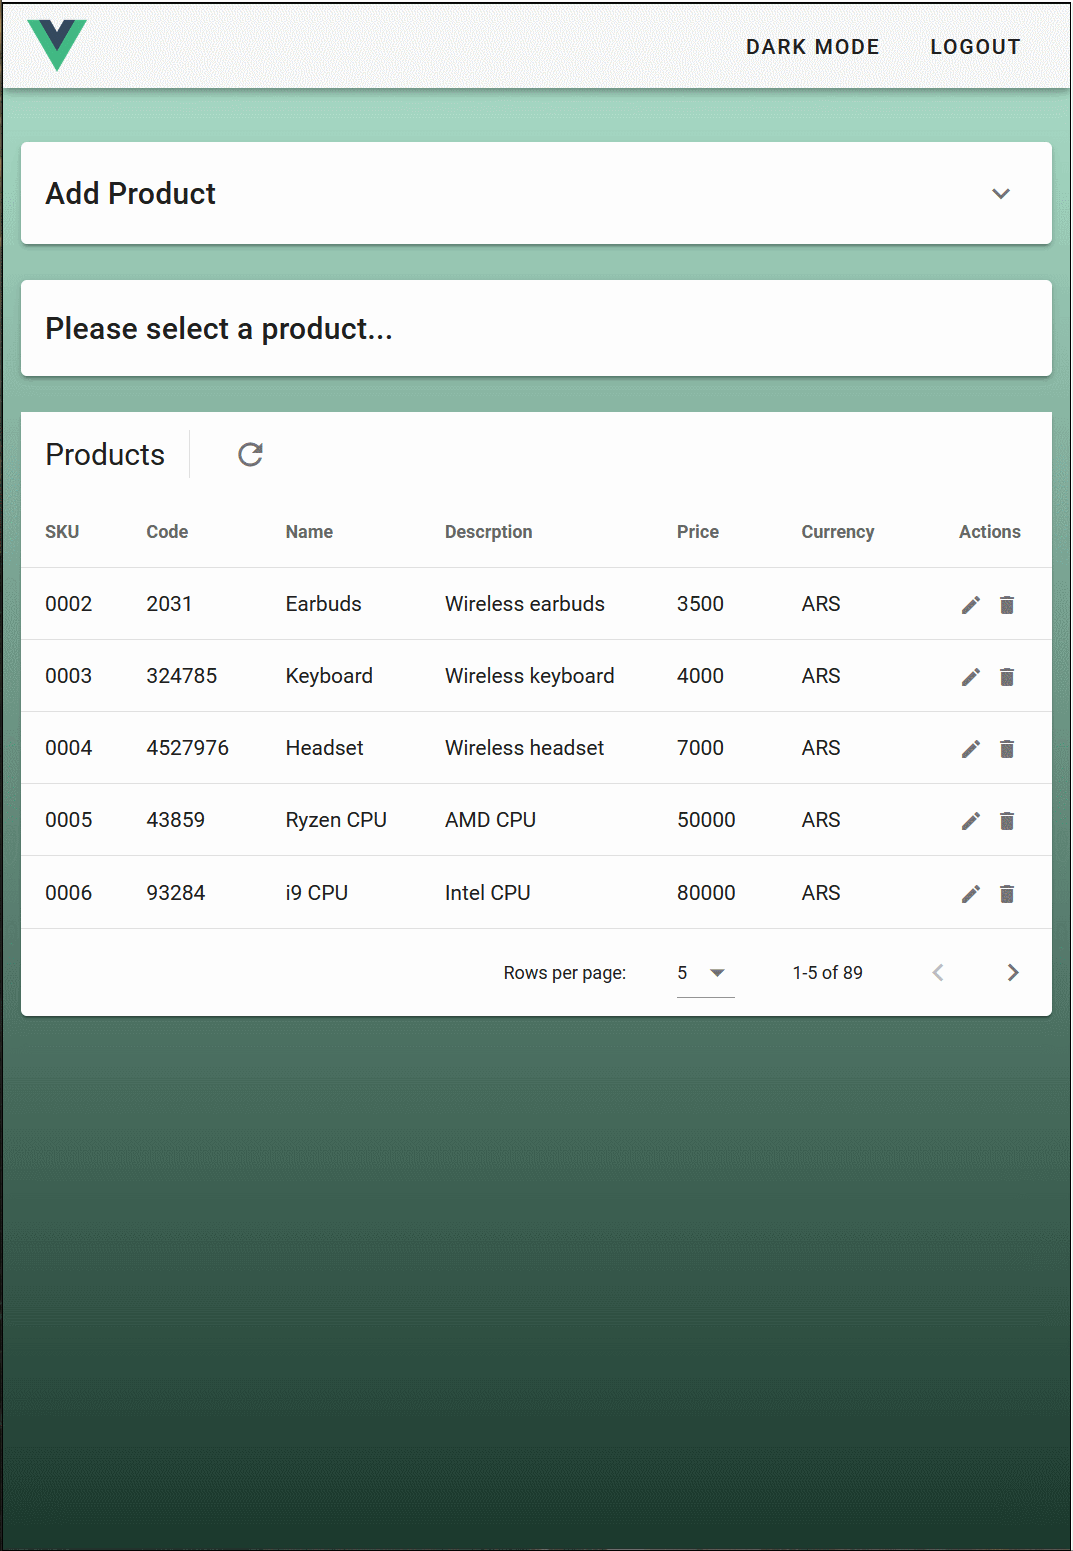 DARK MODE LOGOUT
Add Product
Please select a product...
Products
SKU Code Name Descrption Price Currency Actions
0002 2031 Earbuds Wireless earbuds 3500 ARS
0003 324785 Keyboard Wireless keyboard 4000 ARS
0004 4527976 Headset Wireless headset 7000 ARS
0005 43859 Ryzen CPU AMD CPU 50000 ARS
0006 93284 i9 CPU Intel CPU 80000 ARS
Rows per page: 5 1-5 of 89